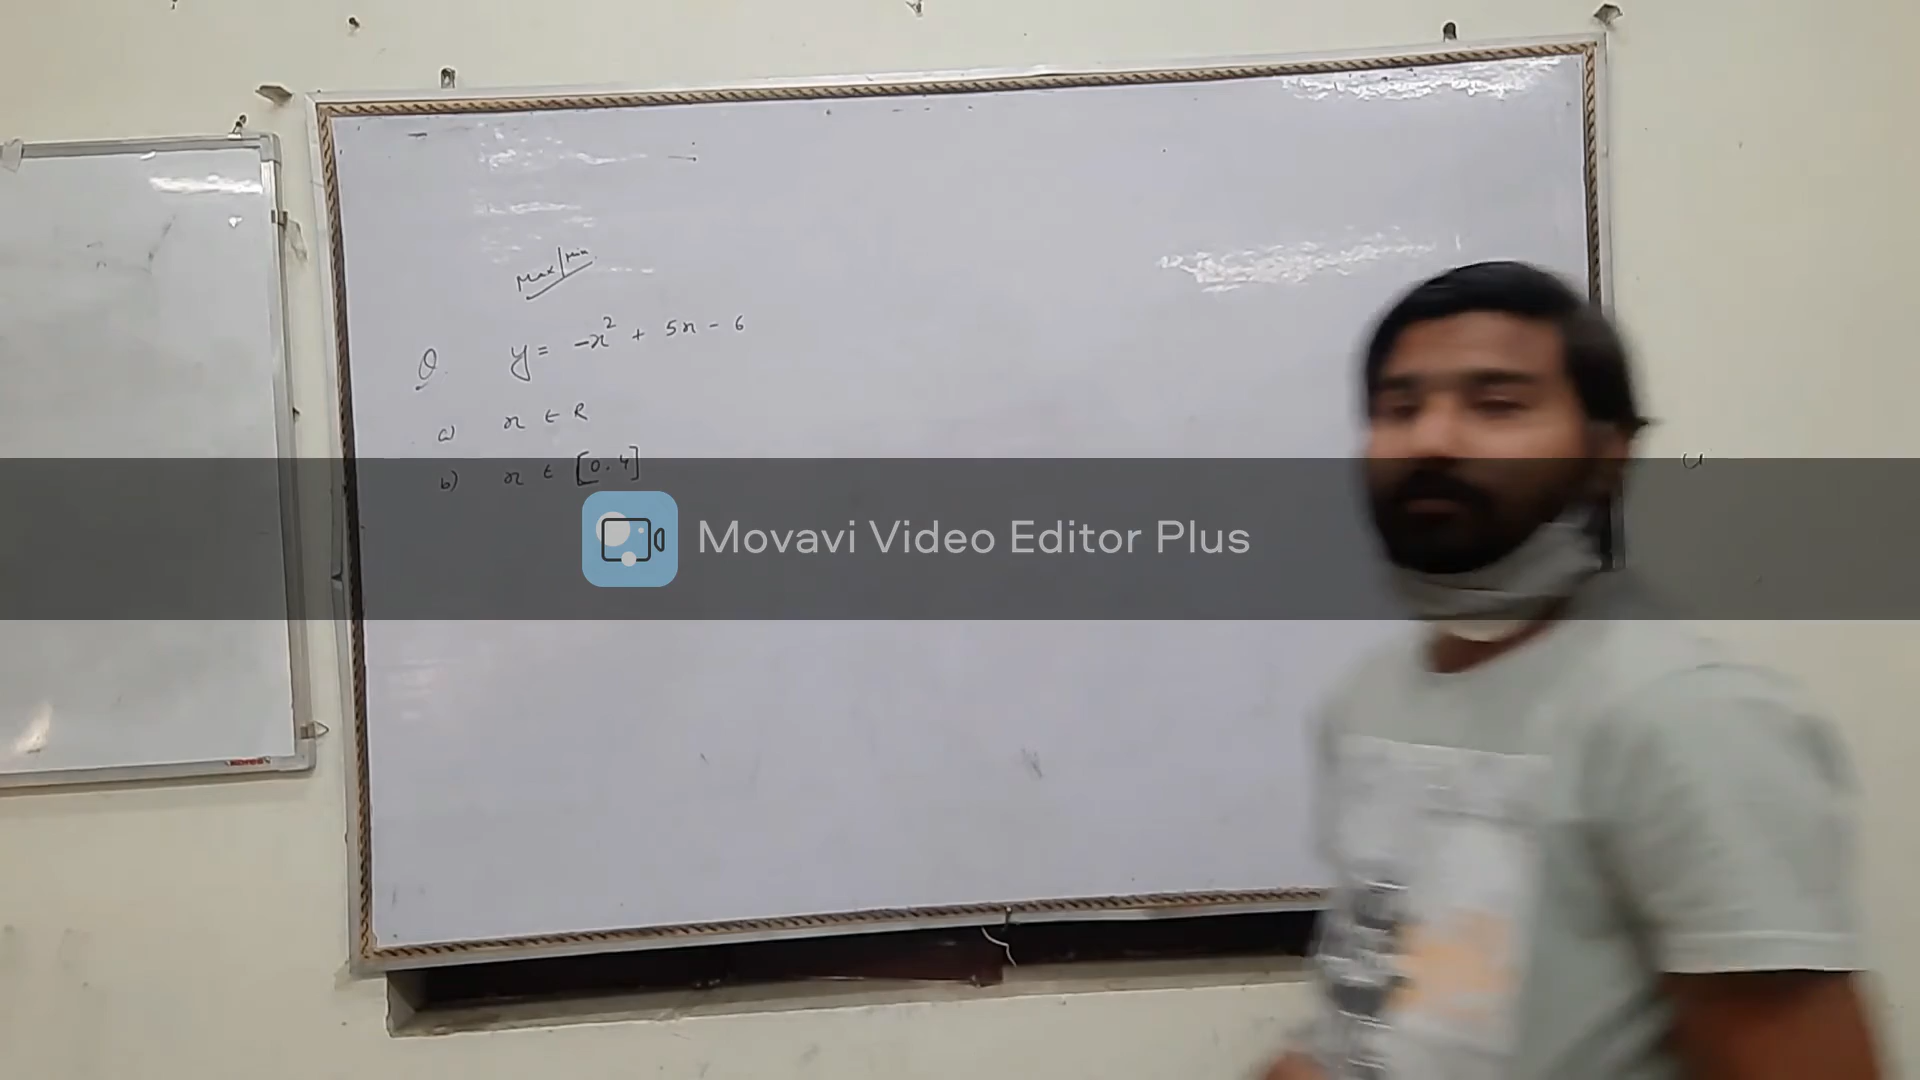 Max/Min
Q. y = -x² + 5x - 6
a) x ∈ R
b) x ∈ [0, 4]
Movavi Video Editor Plus